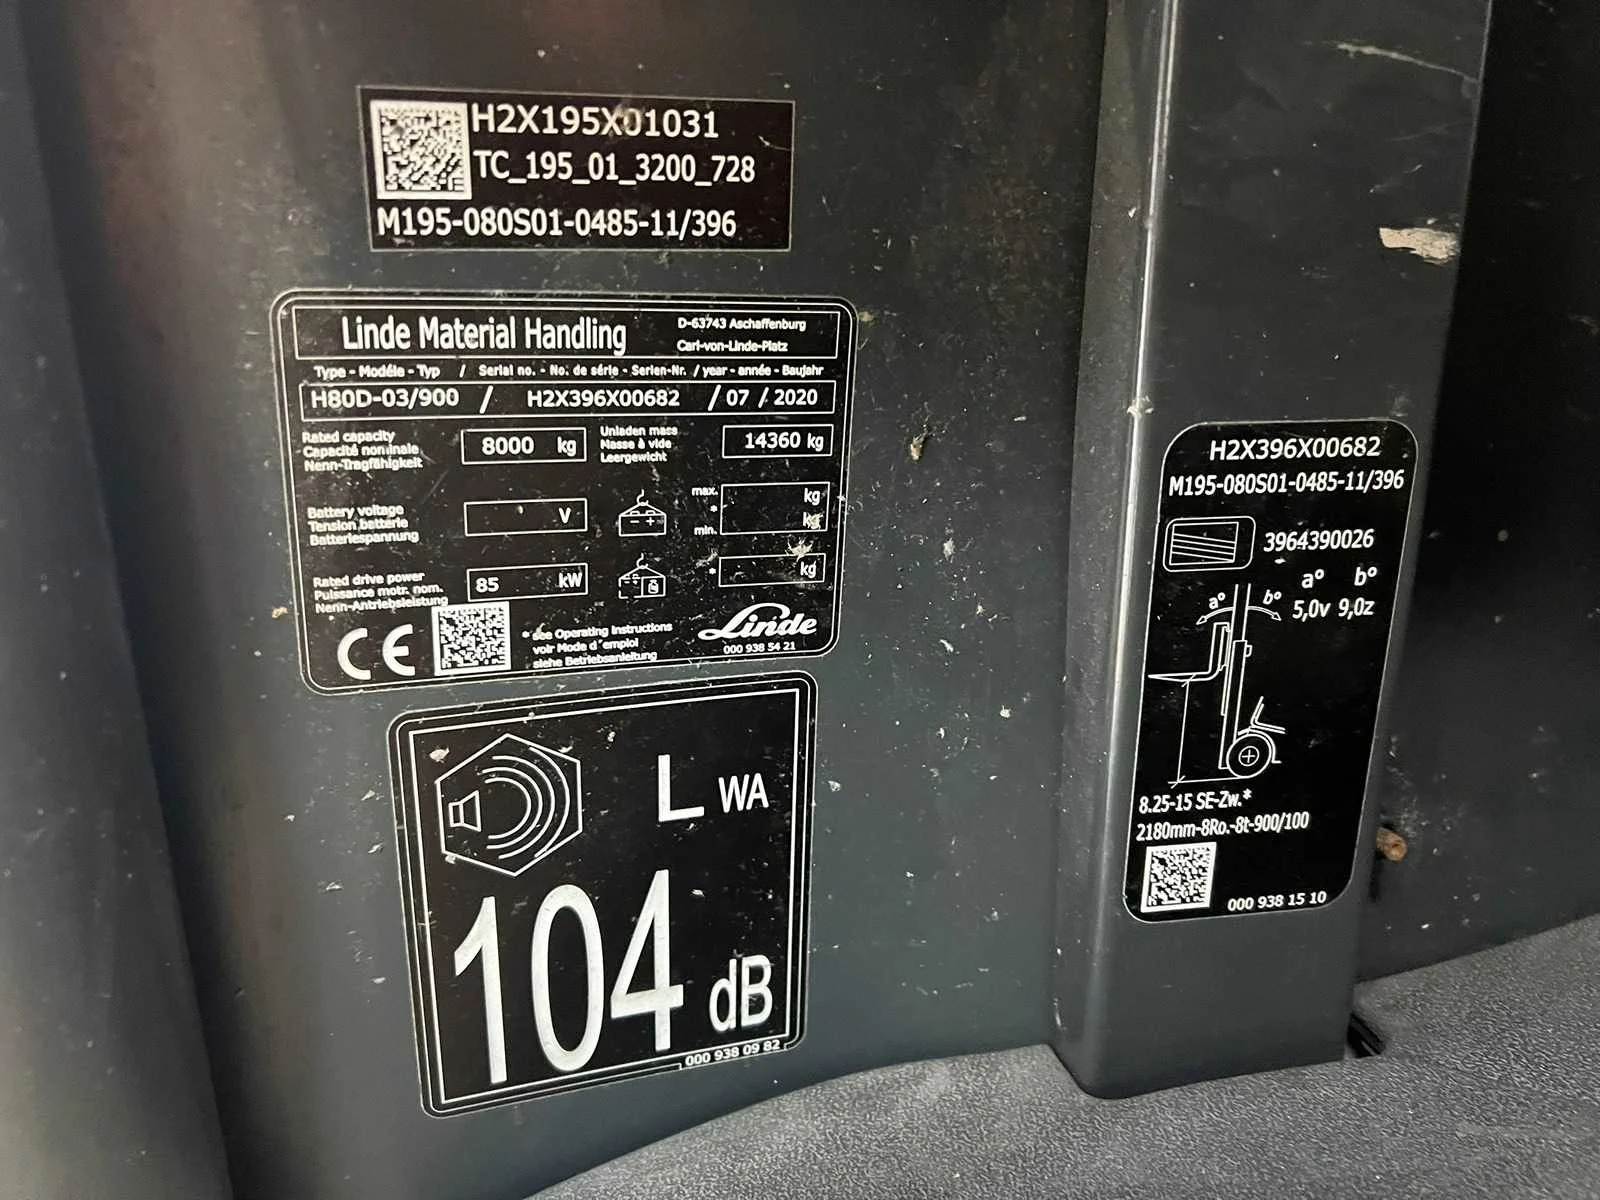 H2X195X01031
TC_195_01_3200_728
M195-080S01-0485-11/396
Linde Material Handling
D-63743 Aschaffenburg
Carl-von-Linde-Platz
Type - Modèle - Typ / Serial no. - No. de série - Serien-Nr. / year - année - Baujahr
H80D-03/900 / H2X396X00682 / 07 / 2020
Rated capacity
Capacité nominale
Nenn-Tragfähigkeit
8000 kg
Unladen mass
Masse à vide
Leergewicht
14360 kg
Battery voltage
Tension batterie
Batteriespannung
V
- +
max. kg
*
min. kg
Rated drive power
Puissance motr. nom.
Nenn-Antriebsleistung
85 kW
* kg
CE
* see Operating Instructions
voir Mode d'emploi
siehe Betriebsanleitung
Linde
000 938 54 21
L WA
104 dB
000 938 09 82
H2X396X00682
M195-080S01-0485-11/396
3964390026
a° b°
5,0v 9,0z
a° b°
8.25-15 SE-Zw.*
2180mm-8Ro.-8t-900/100
000 938 15 10